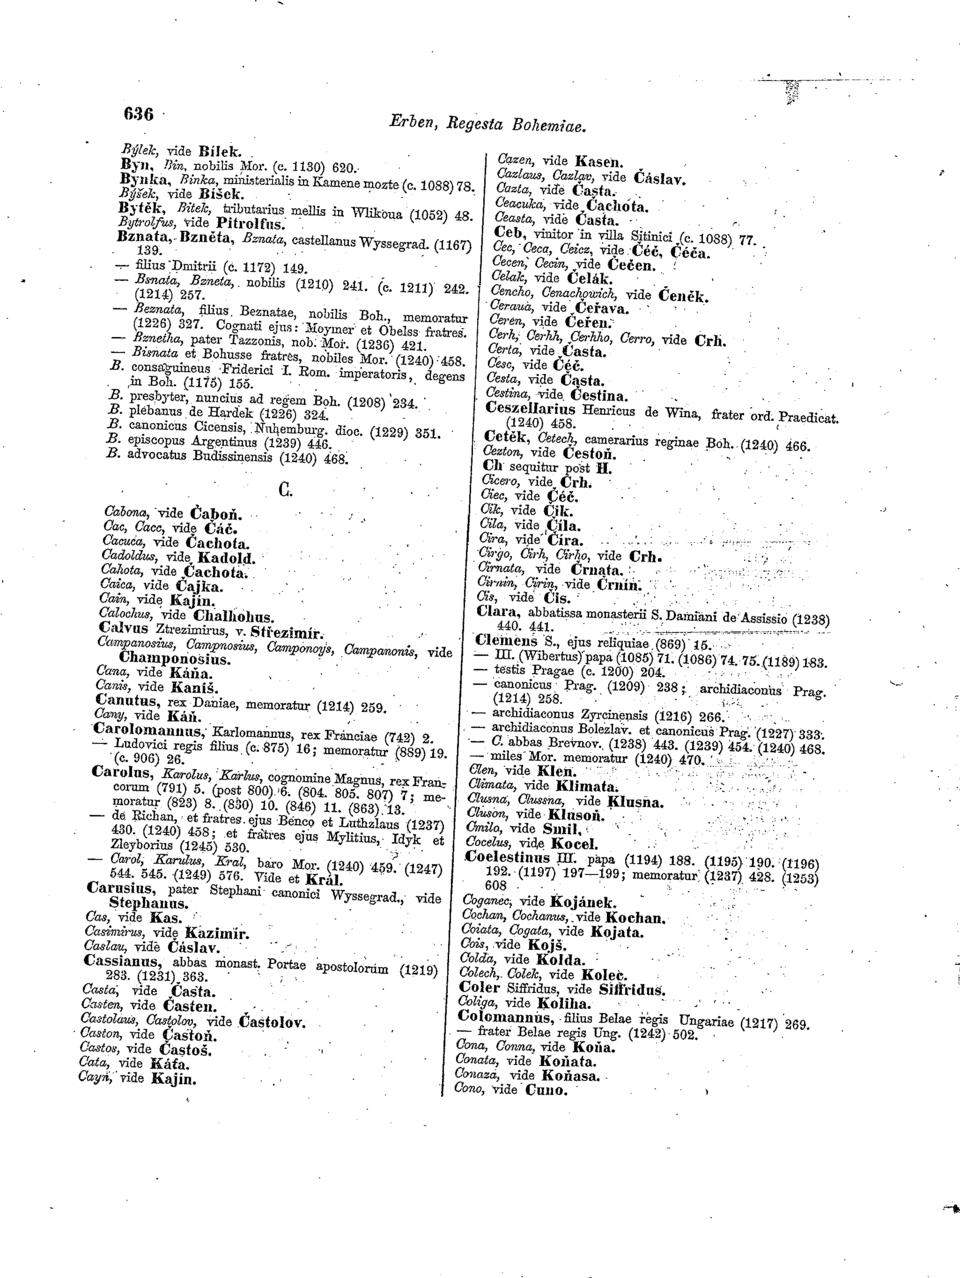 636
Erben, Regesta Bohemiae.
Býlek, vide Bílek.
Byn, Bin, nobilis Mor. (c. 1130) 620.
Bynka, Binka, ministerialis in Kamene mozte (c. 1088) 78.
Býšek, vide Bíšek.
Byték, Bitek, tributarius mellis in Wlikoua (1052) 48.
Bytrolfus, vide Pitrolfus.
Bznata, Bzněta, Bznata, castellanus Wyssegrad. (1167)
139.
— filius Dmitrii (c. 1172) 149.
— Bsnata, Bzneta, nobilis (1210) 241. (c. 1211) 242.
(1214) 257.
— Beznata, filius Beznatae, nobilis Boh., memoratur
(1226) 327. Cognati ejus: Moymer et Obelss fratres.
— Bznetha, pater Tazzonis, nob. Mor. (1236) 421.
— Bisnata et Bohusse fratres, nobiles Mor. (1240) 458.
B. consaguineus Friderici I. Rom. imperatoris, degens
in Boh. (1175) 155.
B. presbyter, nuncius ad regem Boh. (1208) 234.
B. plebanus de Hardek (1226) 324.
B. canonicus Cicensis, Nuhemburg. dioc. (1229) 351.
B. episcopus Argentinus (1239) 446.
B. advocatus Budissinensis (1240) 468.
C.
Cabona, vide Čaboň.
Cac, Cacc, vide Čáč.
Cacuca, vide Čachota.
Cadoldus, vide Kadold.
Cahota, vide Čachota.
Caica, vide Čajka.
Cain, vide Kajín.
Calochus, vide Chalhohus.
Calvus Ztrezimirus, v. Střezimír.
Campanosius, Campnosius, Camponoys, Campanonis, vide
Champonosius.
Cana, vide Káňa.
Canis, vide Kaniš.
Canutus, rex Daniae, memoratur (1214) 259.
Cany, vide Káň.
Carolomannus, Karlomannus, rex Franciae (742) 2.
— Ludovici regis filius (c. 875) 16; memoratur (889) 19.
(c. 906) 26.
Carolus, Karolus, Karlus, cognomine Magnus, rex Fran-
corum (791) 5. (post 800) 6. (804. 805. 807) 7; me-
moratur (823) 8. (830) 10. (846) 11. (863) 13.
— de Richan, et fratres ejus Benco et Luthzlaus (1237)
430. (1240) 458; et fratres ejus Mylitius, Idyk et
Zleyborius (1245) 530.
— Carol, Karulus, Kral, baro Mor. (1240) 459. (1247)
544. 545. (1249) 576. Vide et Král.
Carusius, pater Stephani canonici Wyssegrad., vide
Stephanus.
Cas, vide Kas.
Casimirus, vide Kazimír.
Caslau, vide Čáslav.
Cassianus, abbas monast. Portae apostolorum (1219)
283. (1231) 363.
Casta, vide Časta.
Casten, vide Časten.
Castolaus, Castolov, vide Častolov.
Caston, vide Častoň.
Castos, vide Častoš.
Cata, vide Káťa.
Cayn, vide Kajín.
Cazen, vide Kasen.
Cazlaus, Cazlav, vide Čáslav.
Cazta, vide Časta.
Ceacuka, vide Čachota.
Ceasta, vide Časta.
Ceb, vinitor in villa Sitinici (c. 1088) 77.
Cec, Ceca, Ceicz, vide Čéč, Čéča.
Cecen, Cecin, vide Čečen.
Celak, vide Čelák.
Cencho, Cenachowich, vide Čeněk.
Ceraua, vide Čeřava.
Ceren, vide Čeřen.
Cerh, Cerhh, Cerhho, Cerro, vide Crh.
Certa, vide Časta.
Cesc, vide Čéč.
Cesta, vide Časta.
Cestina, vide Čestina.
Ceszellarius Henricus de Wina, frater ord. Praedicat.
(1240) 458.
Ceték, Cetech, camerarius reginae Boh. (1240) 466.
Cezton, vide Čestoň.
Ch sequitur post H.
Cicero, vide Crh.
Ciec, vide Čéč.
Cik, vide Čik.
Cila, vide Číla.
Cira, vide Číra.
Cirgo, Cirh, Cirho, vide Crh.
Cirnata, vide Črnata.
Cirnin, Cirin, vide Črnín.
Cis, vide Čis.
Clara, abbatissa monasterii S. Damiani de Assissio (1238)
440. 441.
Clemens S., ejus reliquiae (869) 15.
— III. (Wibertus) papa (1085) 71. (1086) 74. 75. (1189) 183.
— testis Pragae (c. 1200) 204.
— canonicus Prag. (1209) 238; archidiaconus Prag.
(1214) 258.
— archidiaconus Zyrcinensis (1216) 266.
— archidiaconus Bolezlav. et canonicus Prag. (1227) 333.
— C. abbas Brevnov. (1238) 443. (1239) 454. (1240) 468.
— miles Mor. memoratur (1240) 470.
Clen, vide Klen.
Climata, vide Klimata.
Clusna, Clussna, vide Klusna.
Cluson, vide Klusoň.
Cmilo, vide Smil.
Cocelus, vide Kocel.
Coelestinus III. papa (1194) 188. (1195) 190. (1196)
192. (1197) 197—199; memoratur (1237) 428. (1253)
608
Coganec, vide Kojánek.
Cochan, Cochanus, vide Kochan.
Coiata, Cogata, vide Kojata.
Cois, vide Kojš.
Colda, vide Kolda.
Colech, Colek, vide Koleč.
Coler Siffridus, vide Siffridus.
Coliga, vide Koliha.
Colomannus, filius Belae regis Ungariae (1217) 269.
— frater Belae regis Ung. (1242) 502.
Cona, Conna, vide Koňa.
Conata, vide Koňata.
Conaza, vide Koňasa.
Cono, vide Cuno.